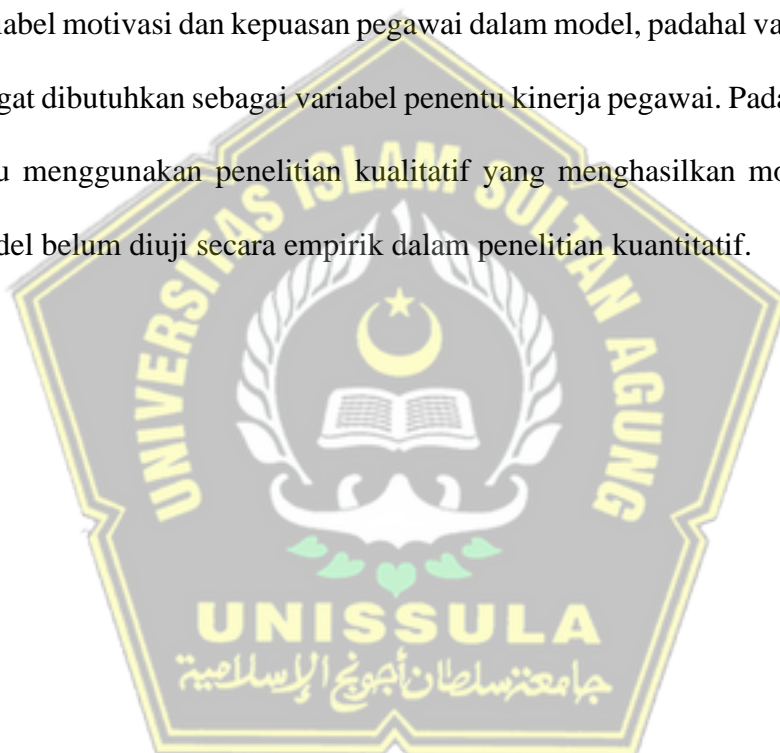 iabel motivasi dan kepuasan pegawai dalam model, padahal va
gat dibutuhkan sebagai variabel penentu kinerja pegawai. Pada
u menggunakan penelitian kualitatif yang menghasilkan mo
del belum diuji secara empirik dalam penelitian kuantitatif.
UNIVERSITAS ISLAM SULTAN AGUNG
UNISSULA
جامعة سلطان أجونج الإسلامية